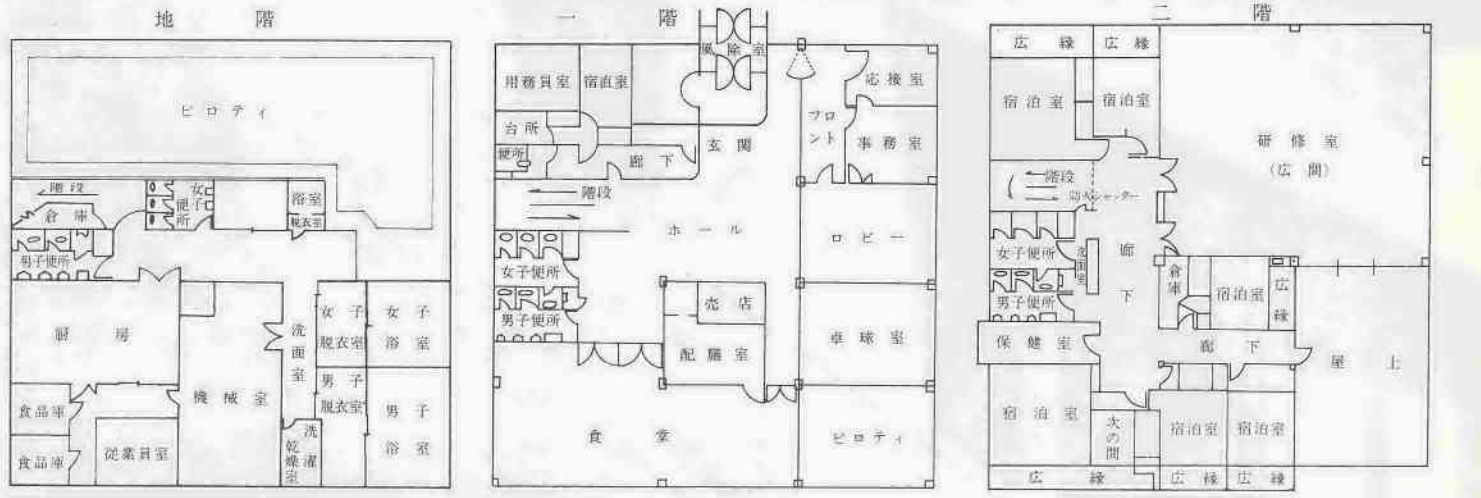 地階
ピロティ
階段
倉庫
女子便所
浴室
脱衣室
男子便所
厨房
機械室
洗面室
女子脱衣室
女子浴室
男子脱衣室
男子浴室
食品庫
食品庫
従業員室
洗濯乾燥室
一階
風除室
用務員室
宿直室
応接室
台所
便所
廊下
玄関
フロント
事務室
階段
ホール
ロビー
女子便所
男子便所
売店
配膳室
卓球室
食堂
ピロティ
二階
広縁
広縁
宿泊室
宿泊室
研修室
(広間)
階段
防火シャッター
女子便所
洗面室
廊下
男子便所
倉庫
宿泊室
広縁
保健室
廊下
屋上
宿泊室
次の間
宿泊室
宿泊室
広縁
広縁
広縁